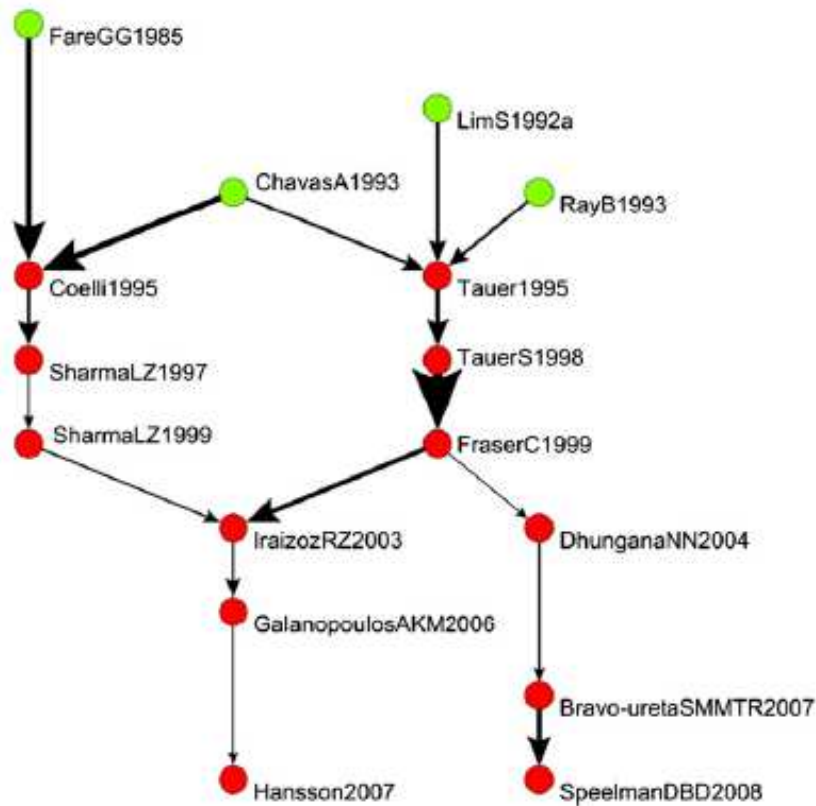 FareGG1985
LimS1992a
ChavasA1993
RayB1993
Coelli1995
Tauer1995
SharmaLZ1997
TauerS1998
SharmaLZ1999
FraserC1999
IraizozRZ2003
DhunganaNN2004
GalanopoulosAKM2006
Bravo-uretaSMMTR2007
Hansson2007
SpeelmanDBD2008